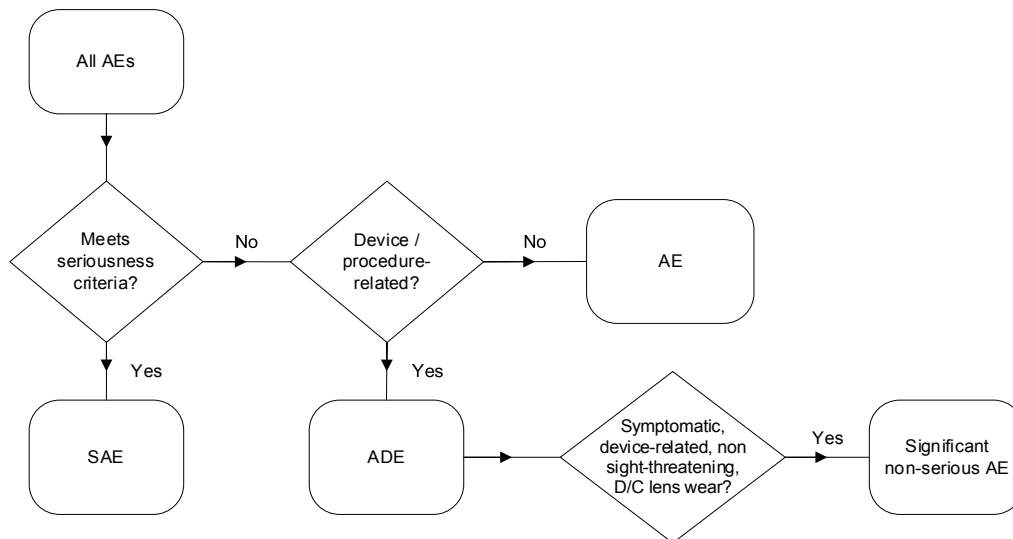 All AEs
Meets
seriousness
criteria?
No
Device /
procedure-
related?
No
AE
Yes
Yes
SAE
ADE
Symptomatic,
device-related, non
sight-threatening,
D/C lens wear?
Yes
Significant
non-serious AE